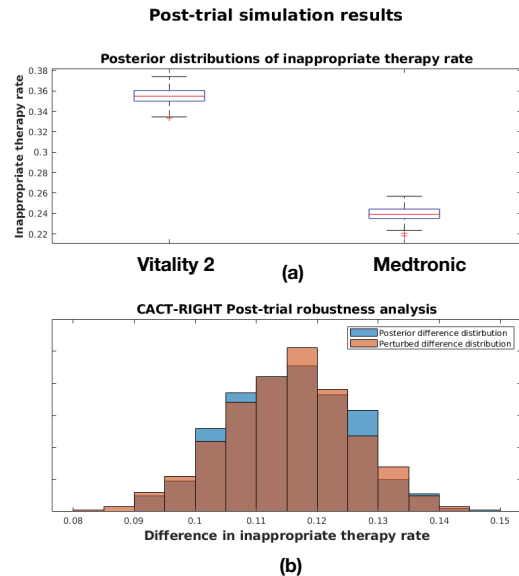 Post-trial simulation results
Posterior distributions of inappropriate therapy rate
Inappropriate therapy rate
0.38
0.36
0.34
0.32
0.3
0.28
0.26
0.24
0.22
Vitality 2
Medtronic
(a)
CACT-RIGHT Post-trial robustness analysis
Posterior difference distirbution
Perturbed difference distribution
0.08 0.09 0.1 0.11 0.12 0.13 0.14 0.15
Difference in inappropriate therapy rate
(b)